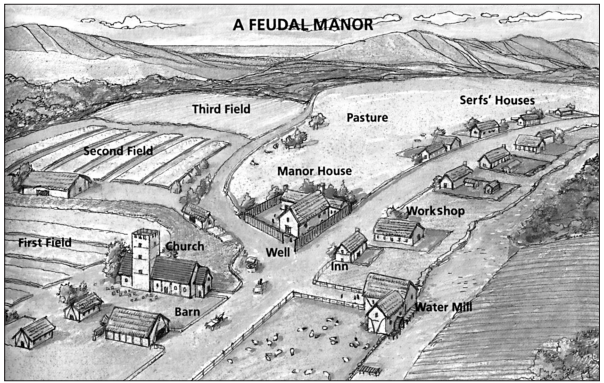 A FEUDAL MANOR
Third Field
Pasture
Serfs' Houses
Second Field
Manor House
Workshop
First Field
Church
Well
Inn
Barn
Water Mill